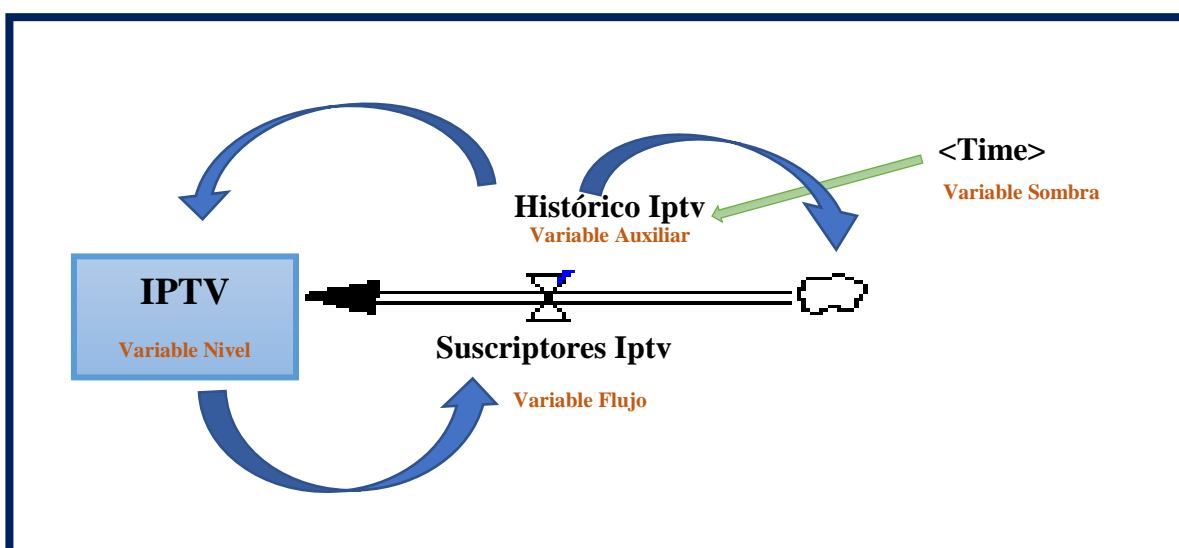 <Time>
Variable Sombra
Histórico Iptv
Variable Auxiliar
IPTV
Variable Nivel
Suscriptores Iptv
Variable Flujo